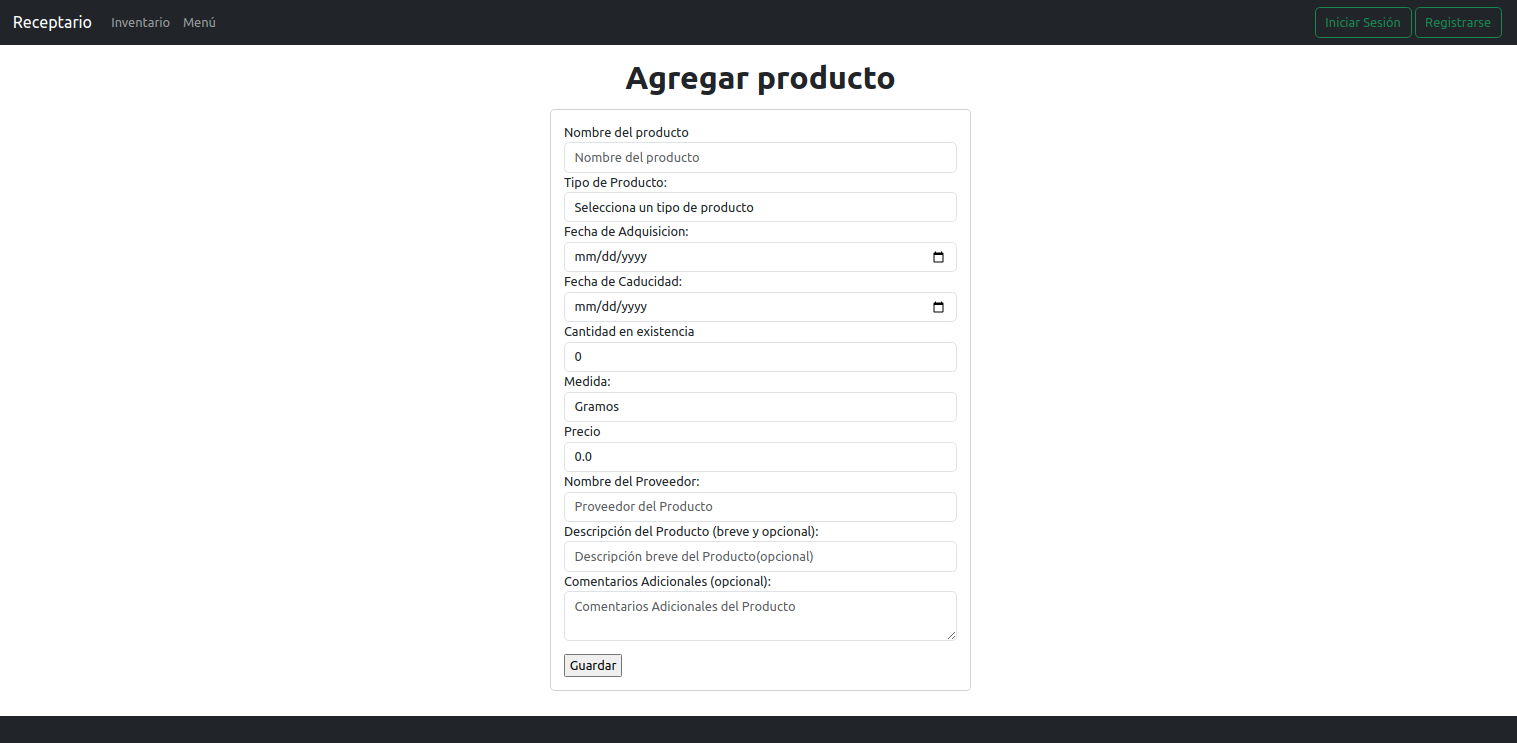 Receptario Inventario Menú Iniciar Sesión Registrarse
Agregar producto
Nombre del producto
Nombre del producto
Tipo de Producto:
Selecciona un tipo de producto
Fecha de Adquisicion:
mm/dd/yyyy
Fecha de Caducidad:
mm/dd/yyyy
Cantidad en existencia
0
Medida:
Gramos
Precio
0.0
Nombre del Proveedor:
Proveedor del Producto
Descripción del Producto (breve y opcional):
Descripción breve del Producto(opcional)
Comentarios Adicionales (opcional):
Comentarios Adicionales del Producto
Guardar